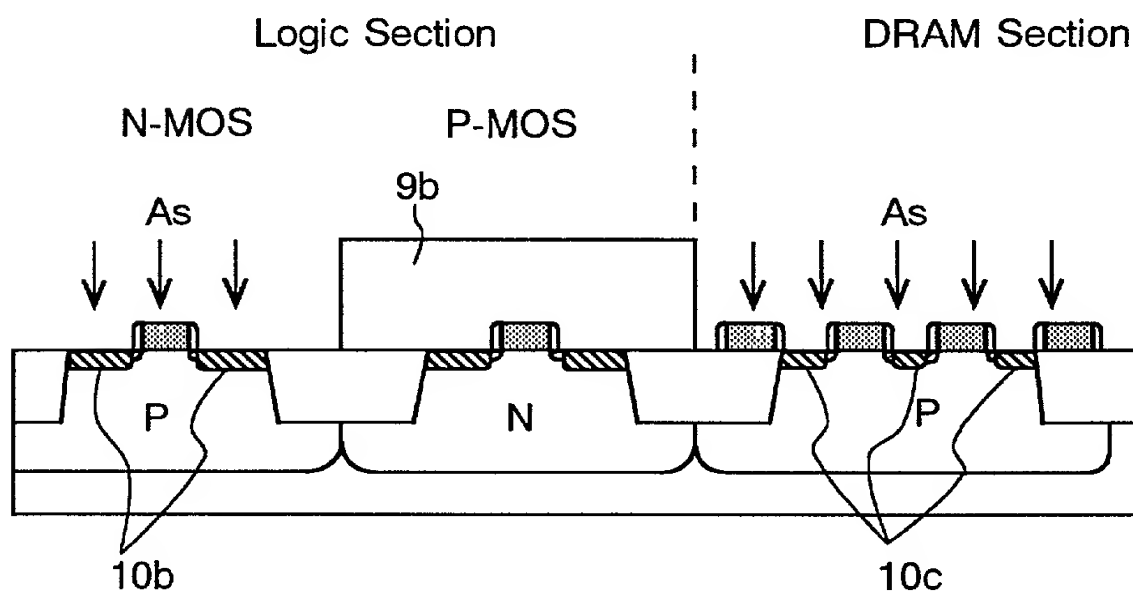 Logic Section
DRAM Section
N-MOS
P-MOS
9b
As
As
P
N
P
10b
10c